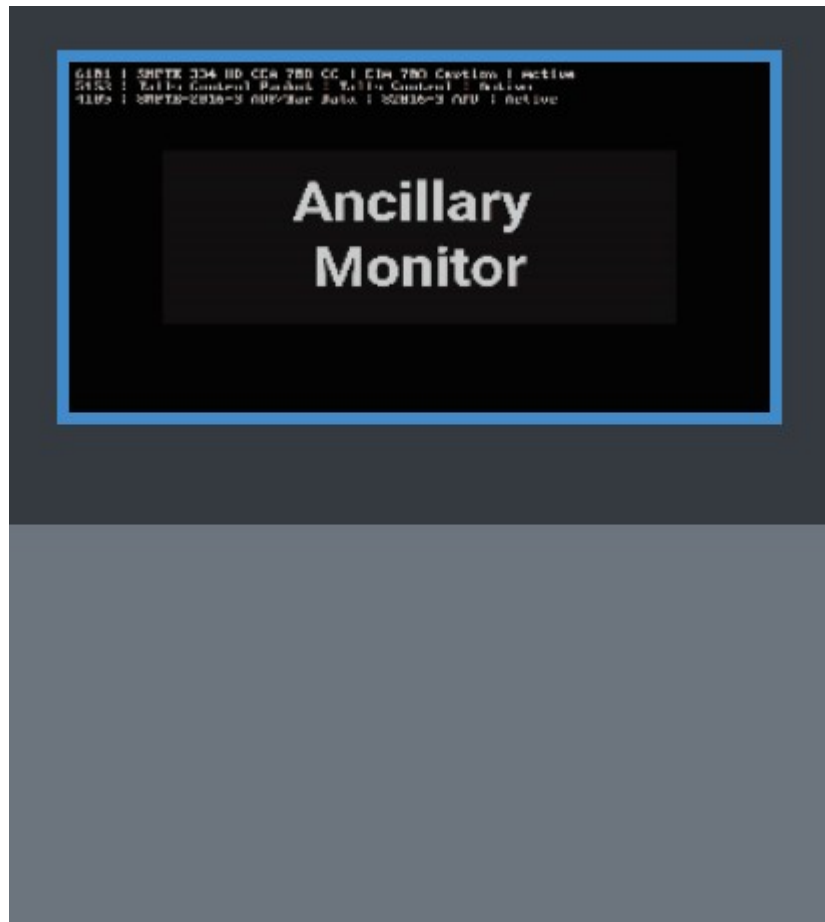 6101 | SMPTE 334 HD CEA 708 CC | EIA 708 Caption | Active
5153 | Tally Control Packet | Tally Control | Active
4105 | SMPTE-2016-3 AFD/Bar Data | S2016-3 AFD | Active
Ancillary
Monitor